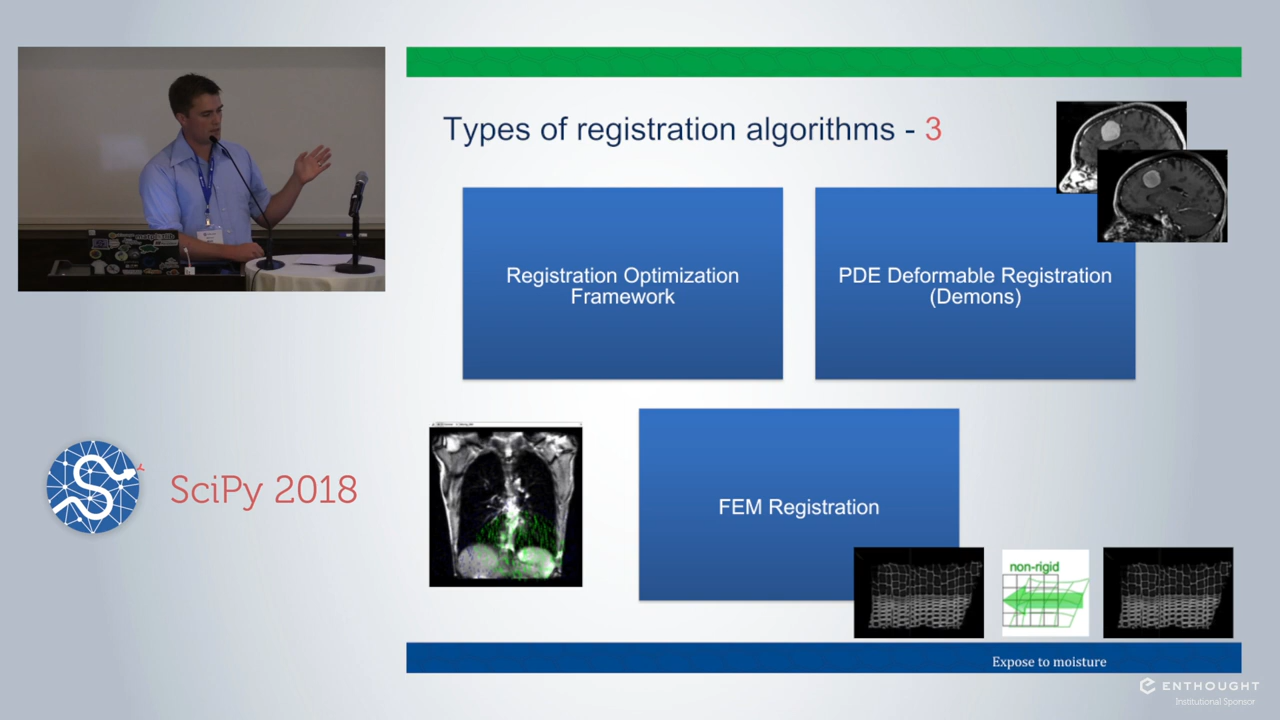 Types of registration algorithms - 3
Registration Optimization
Framework
PDE Deformable Registration
(Demons)
FEM Registration
non-rigid
Expose to moisture
SciPy 2018
ENTHOUGHT
Institutional Sponsor